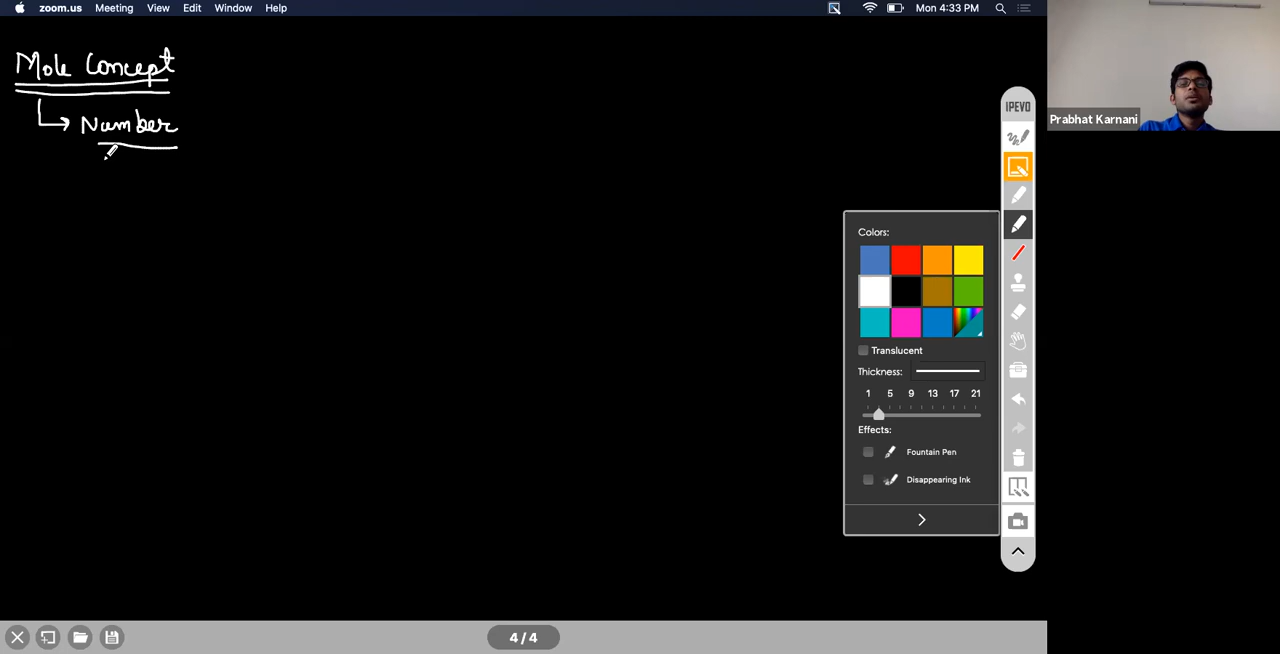 zoom.us Meeting View Edit Window Help Mon 4:33 PM
Mole Concept
Number
Prabhat Karnani
IPEVO
Colors:
Translucent
Thickness:
1 5 9 13 17 21
Effects:
Fountain Pen
Disappearing Ink
4 / 4